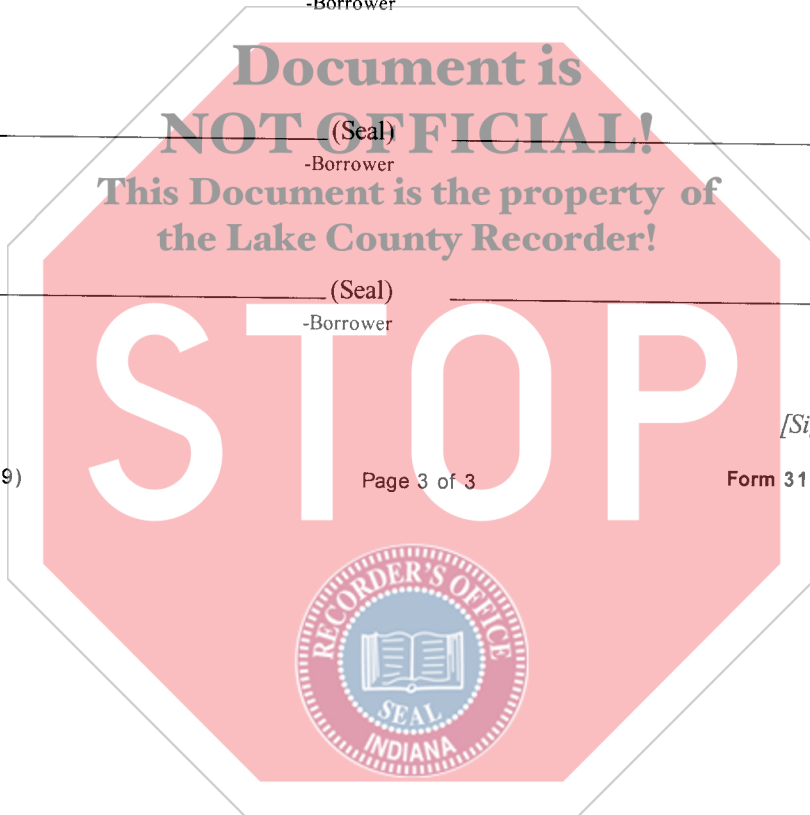 -Borrower
Document is
NOT OFFICIAL!
(Seal)
-Borrower
This Document is the property of
the Lake County Recorder!
(Seal)
-Borrower
STOP
[Si
9)
Page 3 of 3
Form 31
RECORDER'S OFFICE
SEAL
INDIANA